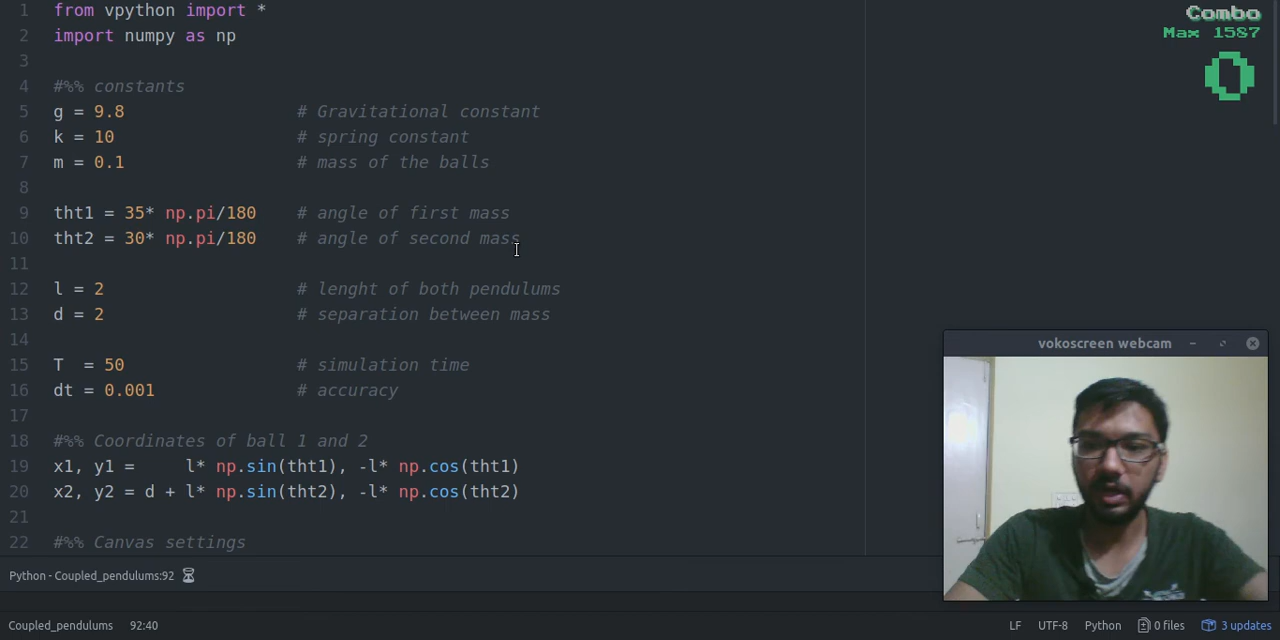 1 from vpython import *
2 import numpy as np
3
4 #%% constants
5 g = 9.8 # Gravitational constant
6 k = 10 # spring constant
7 m = 0.1 # mass of the balls
8
9 tht1 = 35* np.pi/180 # angle of first mass
10 tht2 = 30* np.pi/180 # angle of second mass
11
12 l = 2 # lenght of both pendulums
13 d = 2 # separation between mass
14
15 T = 50 # simulation time
16 dt = 0.001 # accuracy
17
18 #%% Coordinates of ball 1 and 2
19 x1, y1 = l* np.sin(tht1), -l* np.cos(tht1)
20 x2, y2 = d + l* np.sin(tht2), -l* np.cos(tht2)
21
22 #%% Canvas settings
Combo
Max 1587
0
vokoscreen webcam
Python - Coupled_pendulums:92
Coupled_pendulums 92:40 LF UTF-8 Python 0 files 3 updates